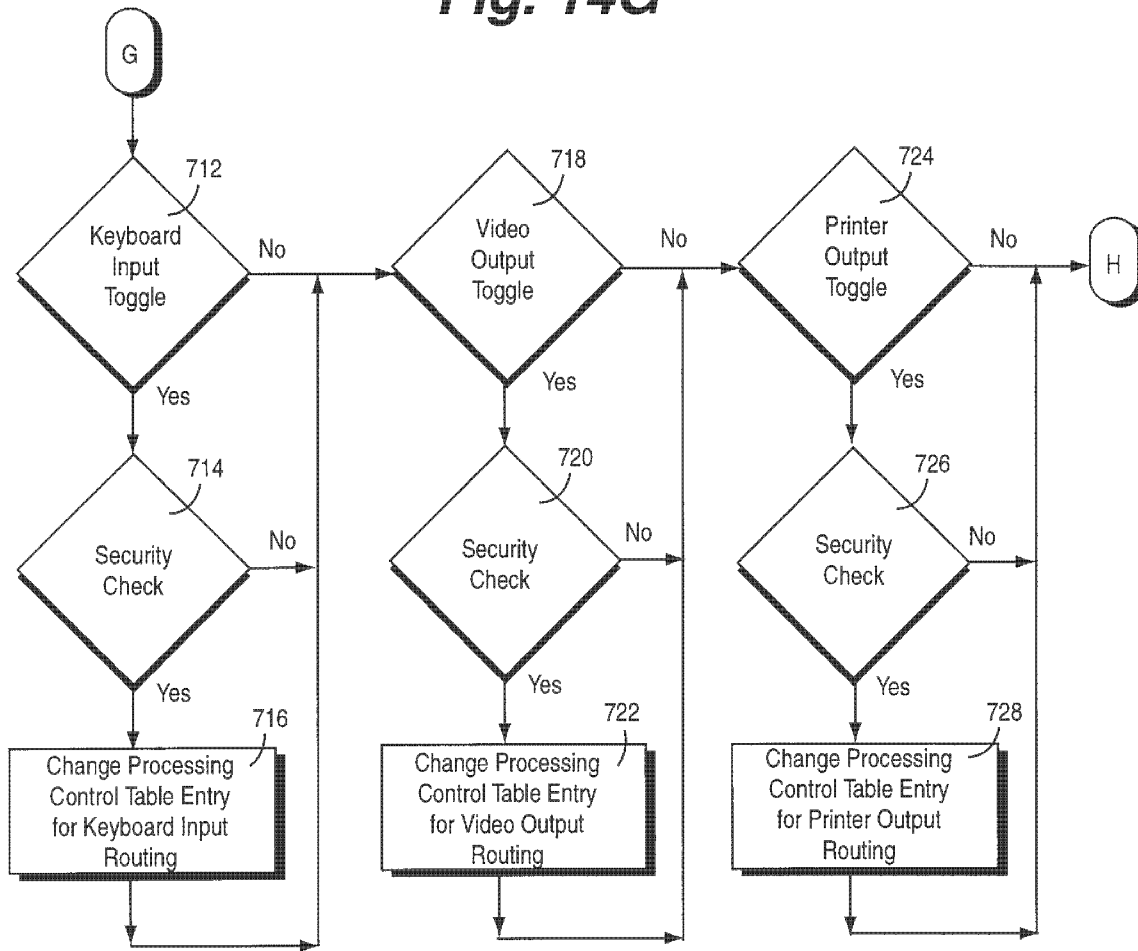 Fig. 14G
G
712
Keyboard
Input
Toggle
No
Yes
714
Security
Check
No
Yes
716
Change Processing
Control Table Entry
for Keyboard Input
Routing
718
Video
Output
Toggle
No
Yes
720
Security
Check
No
Yes
722
Change Processing
Control Table Entry
for Video Output
Routing
724
Printer
Output
Toggle
No
Yes
726
Security
Check
No
Yes
728
Change Processing
Control Table Entry
for Printer Output
Routing
H